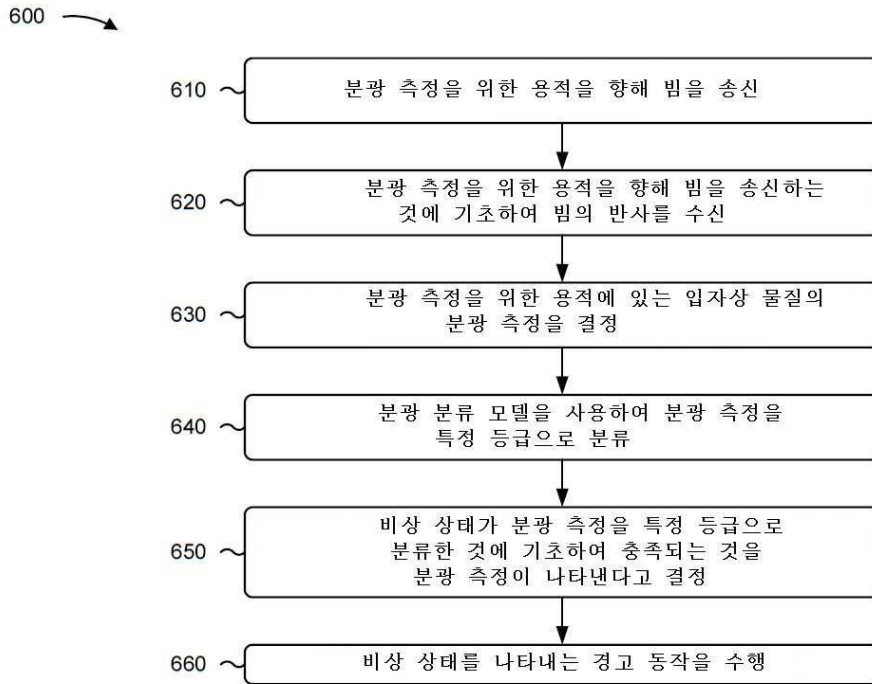 600
610
분광 측정을 위한 용적을 향해 빔을 송신
620
분광 측정을 위한 용적을 향해 빔을 송신하는
것에 기초하여 빔의 반사를 수신
630
분광 측정을 위한 용적에 있는 입자상 물질의
분광 측정을 결정
640
분광 분류 모델을 사용하여 분광 측정을
특정 등급으로 분류
650
비상 상태가 분광 측정을 특정 등급으로
분류한 것에 기초하여 충족되는 것을
분광 측정이 나타낸다고 결정
660
비상 상태를 나타내는 경고 동작을 수행